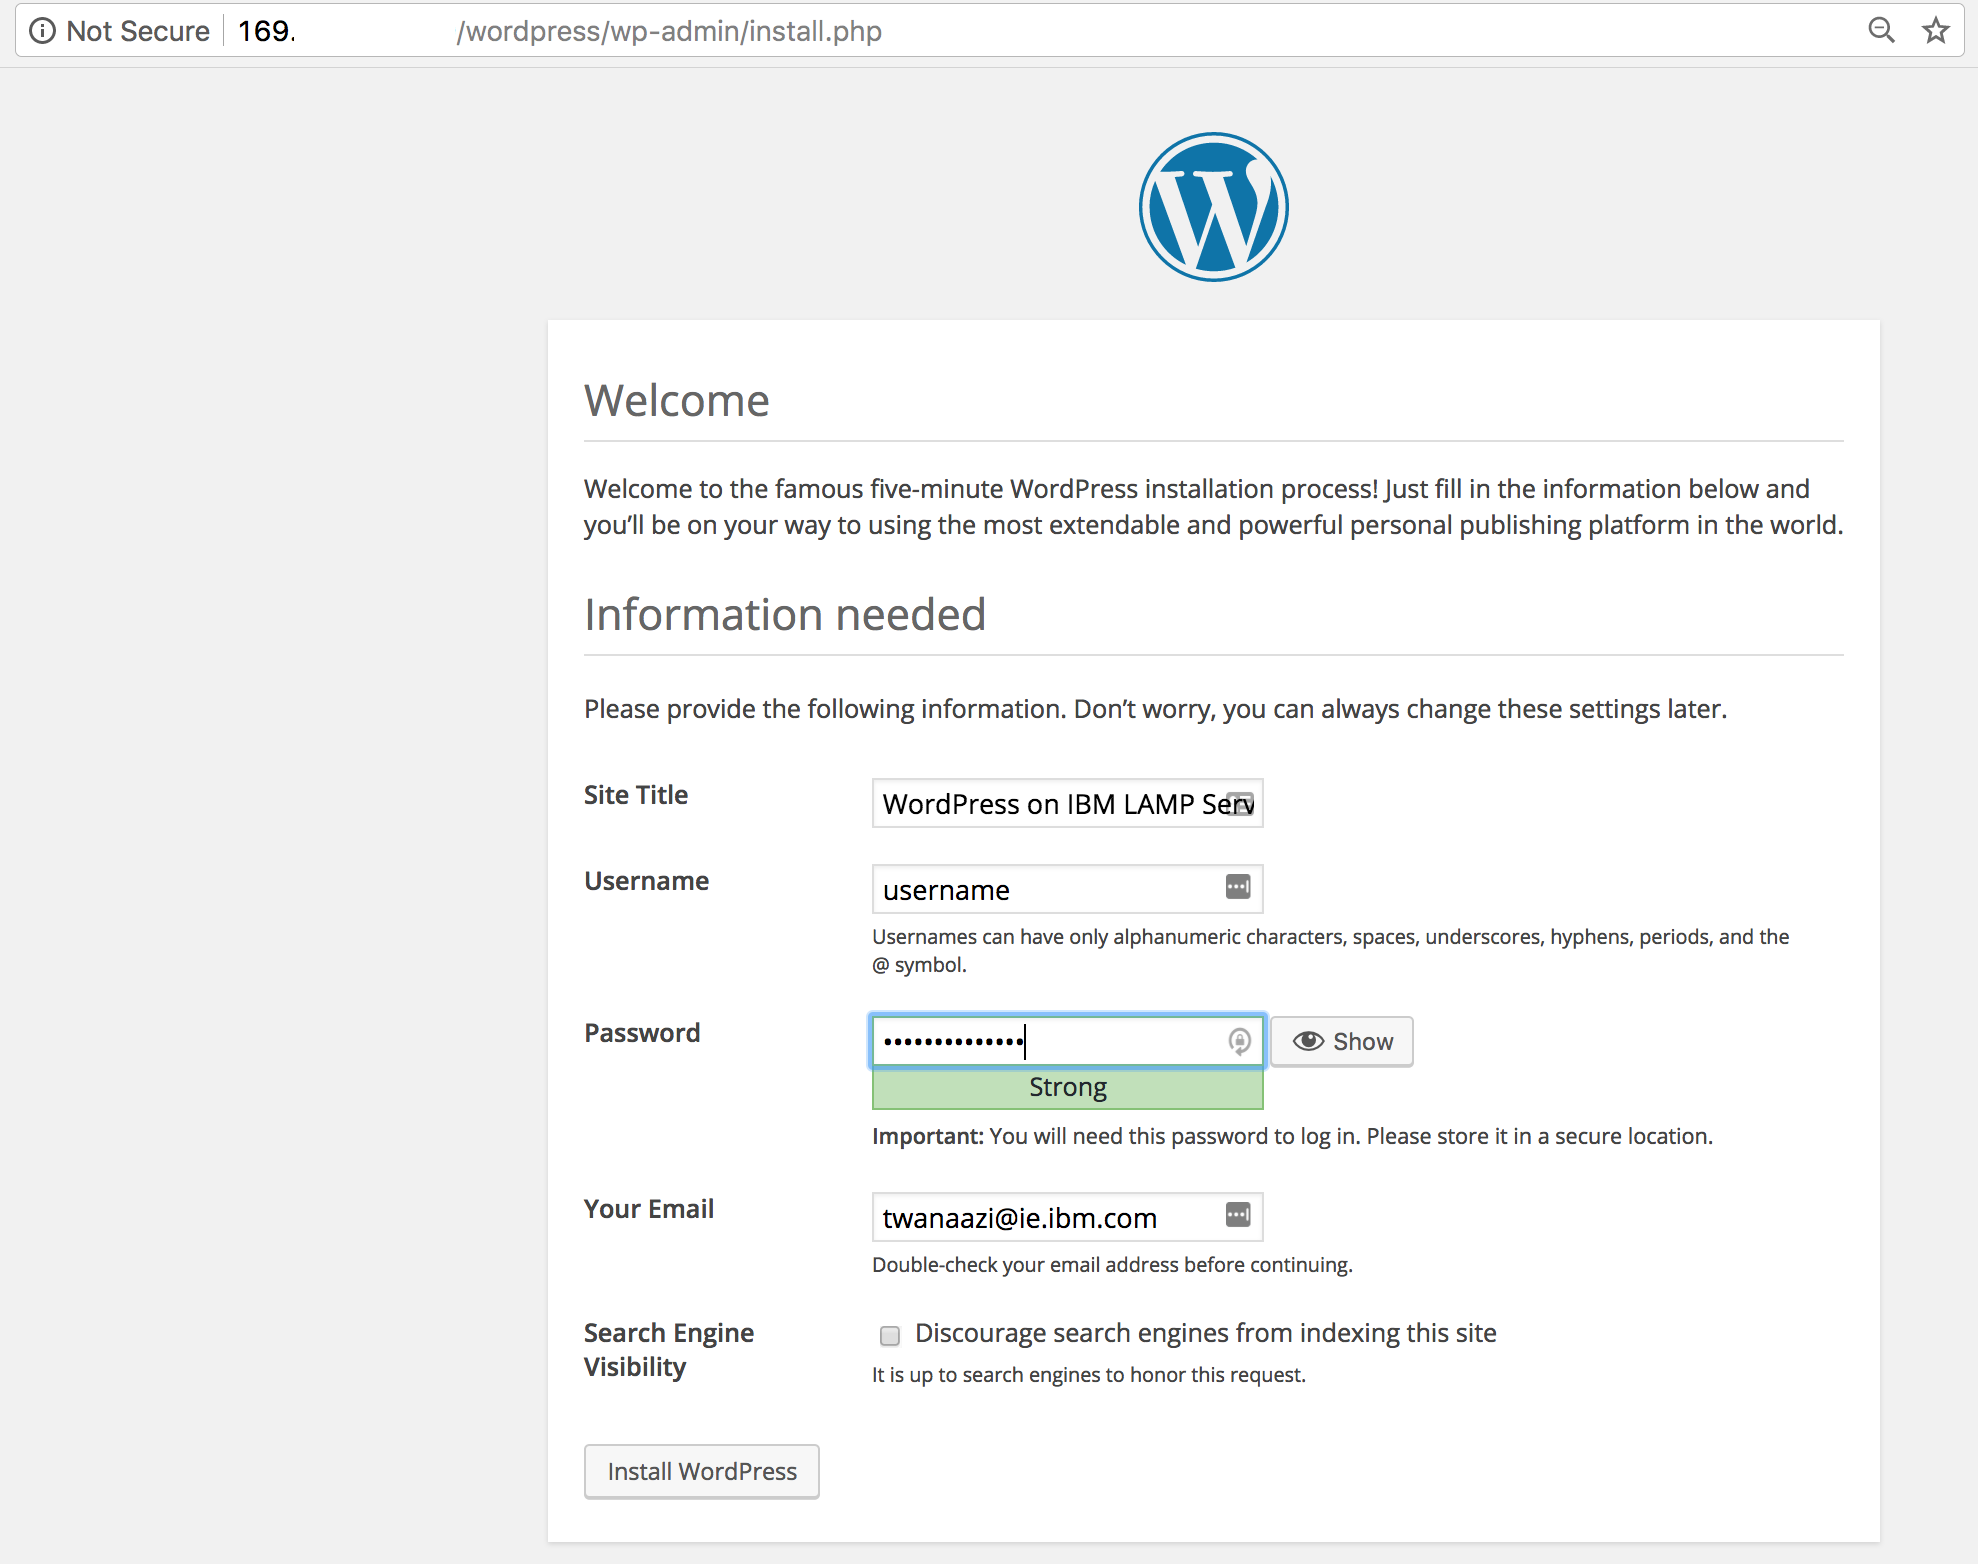 Not Secure 169. /wordpress/wp-admin/install.php
Welcome
Welcome to the famous five-minute WordPress installation process! Just fill in the information below and
you’ll be on your way to using the most extendable and powerful personal publishing platform in the world.
Information needed
Please provide the following information. Don’t worry, you can always change these settings later.
Site Title
WordPress on IBM LAMP Serv
Username
username
Usernames can have only alphanumeric characters, spaces, underscores, hyphens, periods, and the
@ symbol.
Password
••••••••••••••
Show
Strong
Important: You will need this password to log in. Please store it in a secure location.
Your Email
twanaazi@ie.ibm.com
Double-check your email address before continuing.
Search Engine
Visibility
Discourage search engines from indexing this site
It is up to search engines to honor this request.
Install WordPress